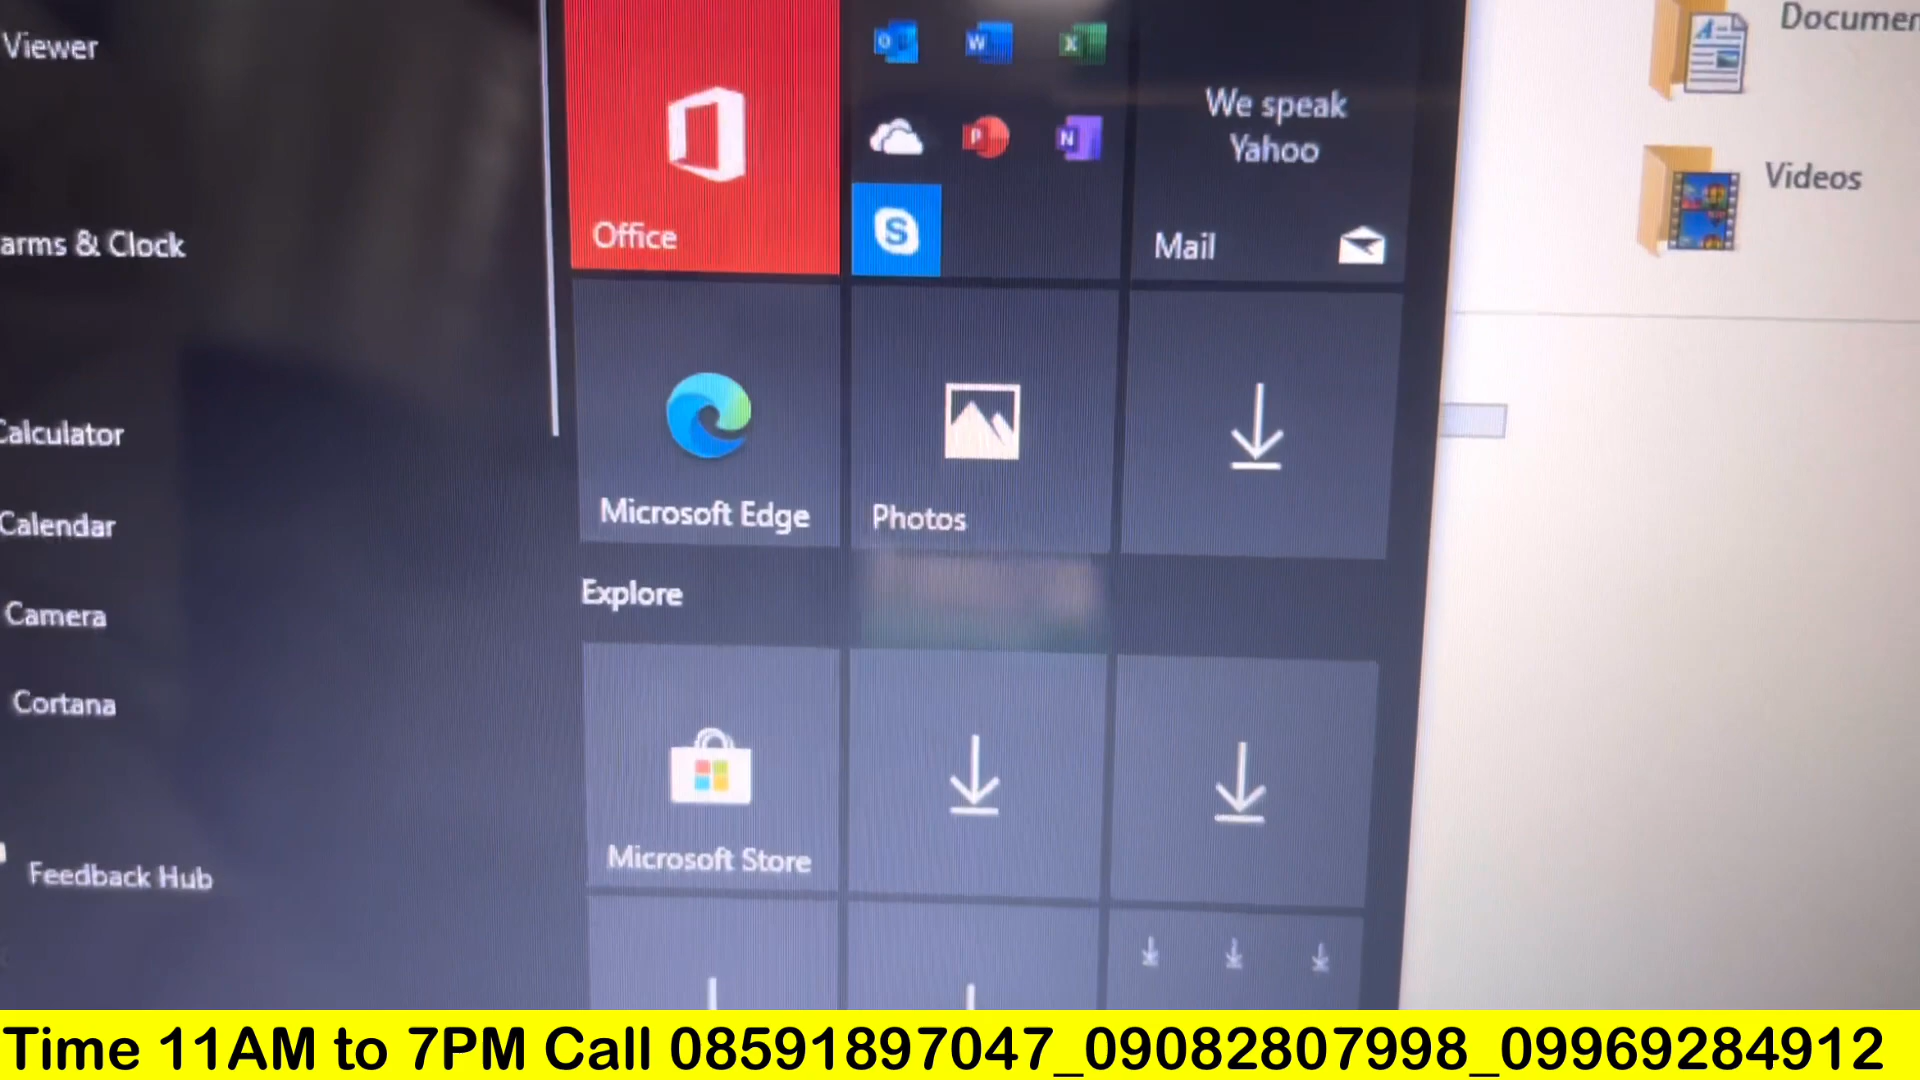 Viewer
arms & Clock
Calculator
Calendar
Camera
Cortana
Feedback Hub
Office
We speak
Yahoo
Mail
Microsoft Edge
Photos
Explore
Microsoft Store
Documen
Videos
Time 11AM to 7PM Call 08591897047_09082807998_09969284912